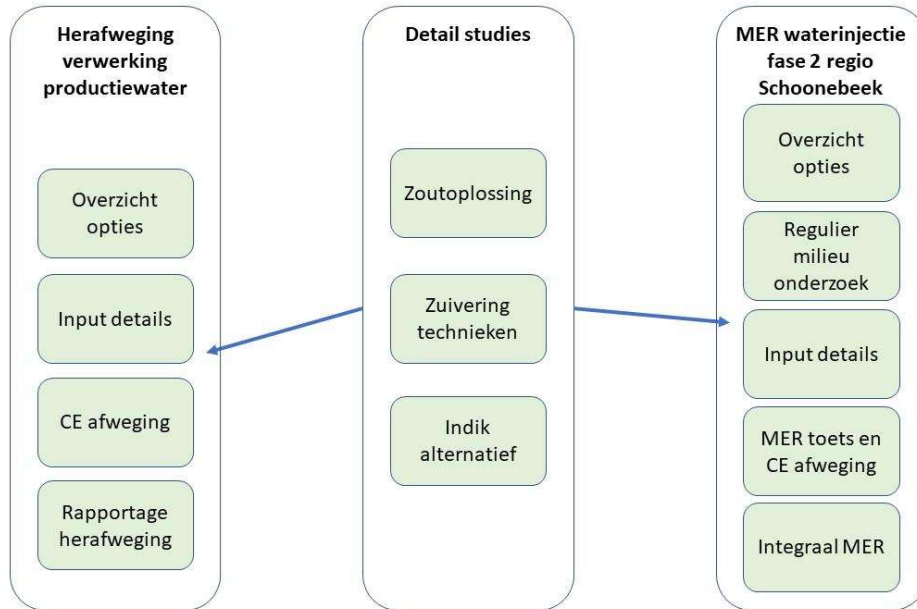 Herafweging
verwerking
productiewater
Overzicht
opties
Input details
CE afweging
Rapportage
herafweging
Detail studies
Zoutoplossing
Zuivering
technieken
Indik
alternatief
MER waterinjectie
fase 2 regio
Schoonebeek
Overzicht
opties
Regulier
milieu
onderzoek
Input details
MER toets en
CE afweging
Integraal MER